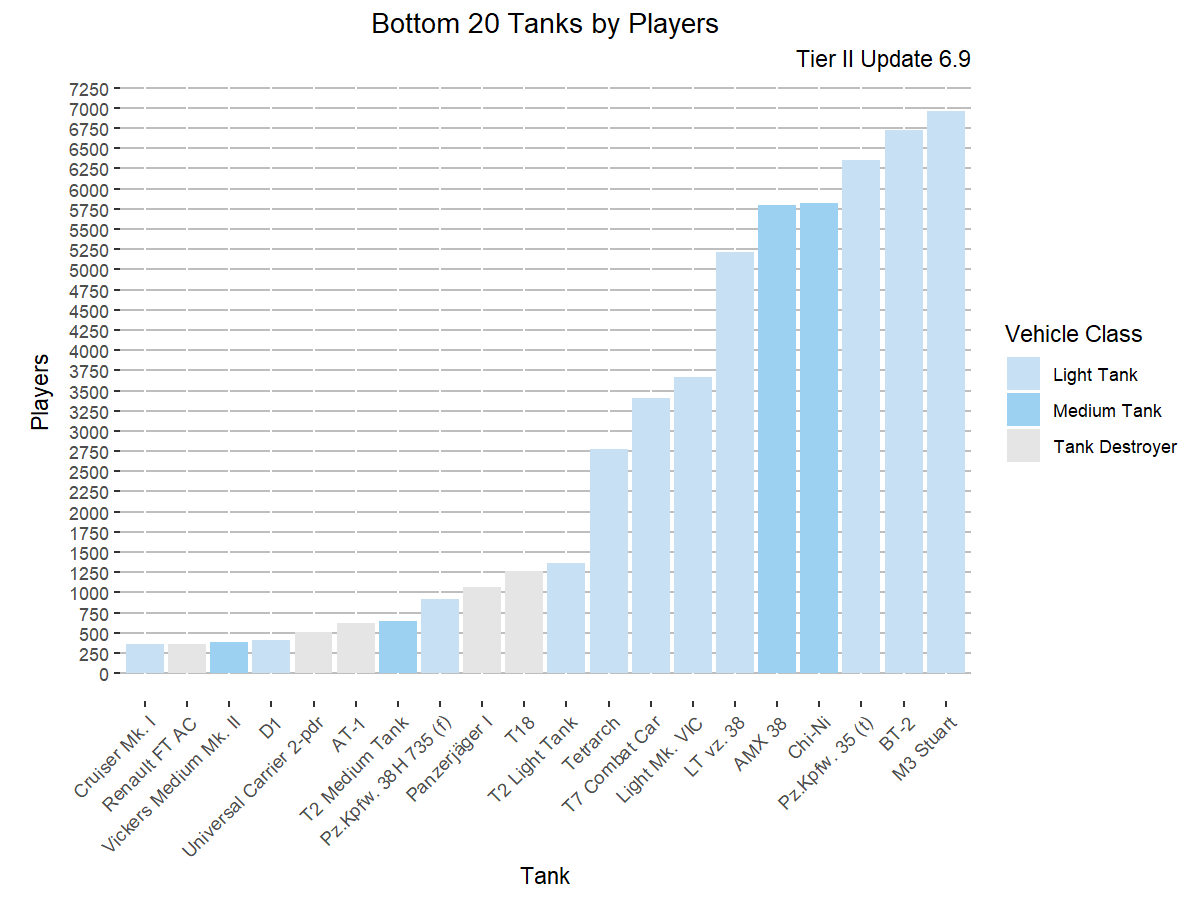 Bottom 20 Tanks by Players
Tier II Update 6.9
7250
7000
6750
6500
6250
6000
5750
5500
5250
5000
4750
4500
4250
4000
3750
3500
3250
3000
2750
2500
2250
2000
1750
1500
1250
1000
750
500
250
0
Players
Cruiser Mk. I
Renault FT AC
Vickers Medium Mk. II
D1
Universal Carrier 2-pdr
AT-1
T2 Medium Tank
Pz.Kpfw. 38 H 735 (f)
Panzerjäger I
T18
T2 Light Tank
Tetrarch
T7 Combat Car
Light Mk. VIC
LT vz. 38
AMX 38
Chi-Ni
Pz.Kpfw. 35 (t)
BT-2
M3 Stuart
Tank
Vehicle Class
Light Tank
Medium Tank
Tank Destroyer